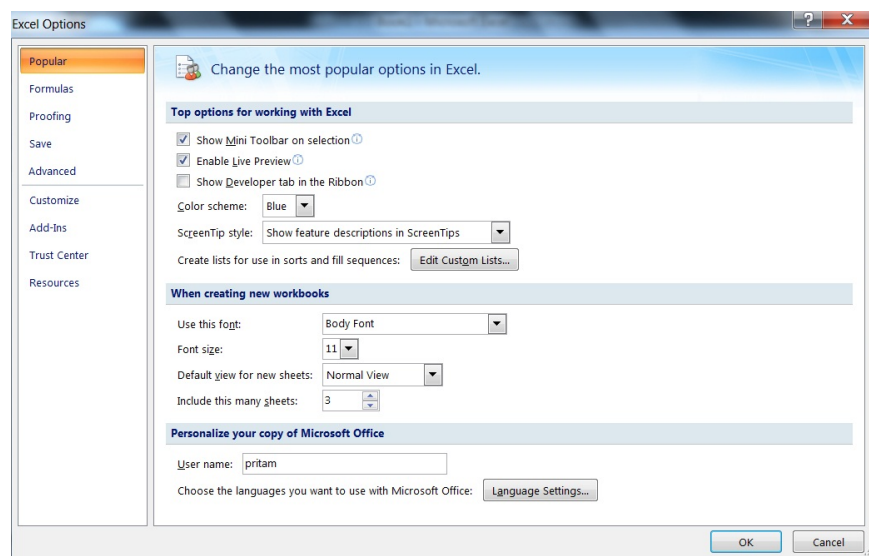 Excel Options
Popular
Formulas
Proofing
Save
Advanced
Customize
Add-Ins
Trust Center
Resources
Change the most popular options in Excel.
Top options for working with Excel
Show Mini Toolbar on selection
Enable Live Preview
Show Developer tab in the Ribbon
Color scheme: Blue
ScreenTip style: Show feature descriptions in ScreenTips
Create lists for use in sorts and fill sequences: Edit Custom Lists...
When creating new workbooks
Use this font: Body Font
Font size: 11
Default view for new sheets: Normal View
Include this many sheets: 3
Personalize your copy of Microsoft Office
User name: pritam
Choose the languages you want to use with Microsoft Office: Language Settings...
OK Cancel